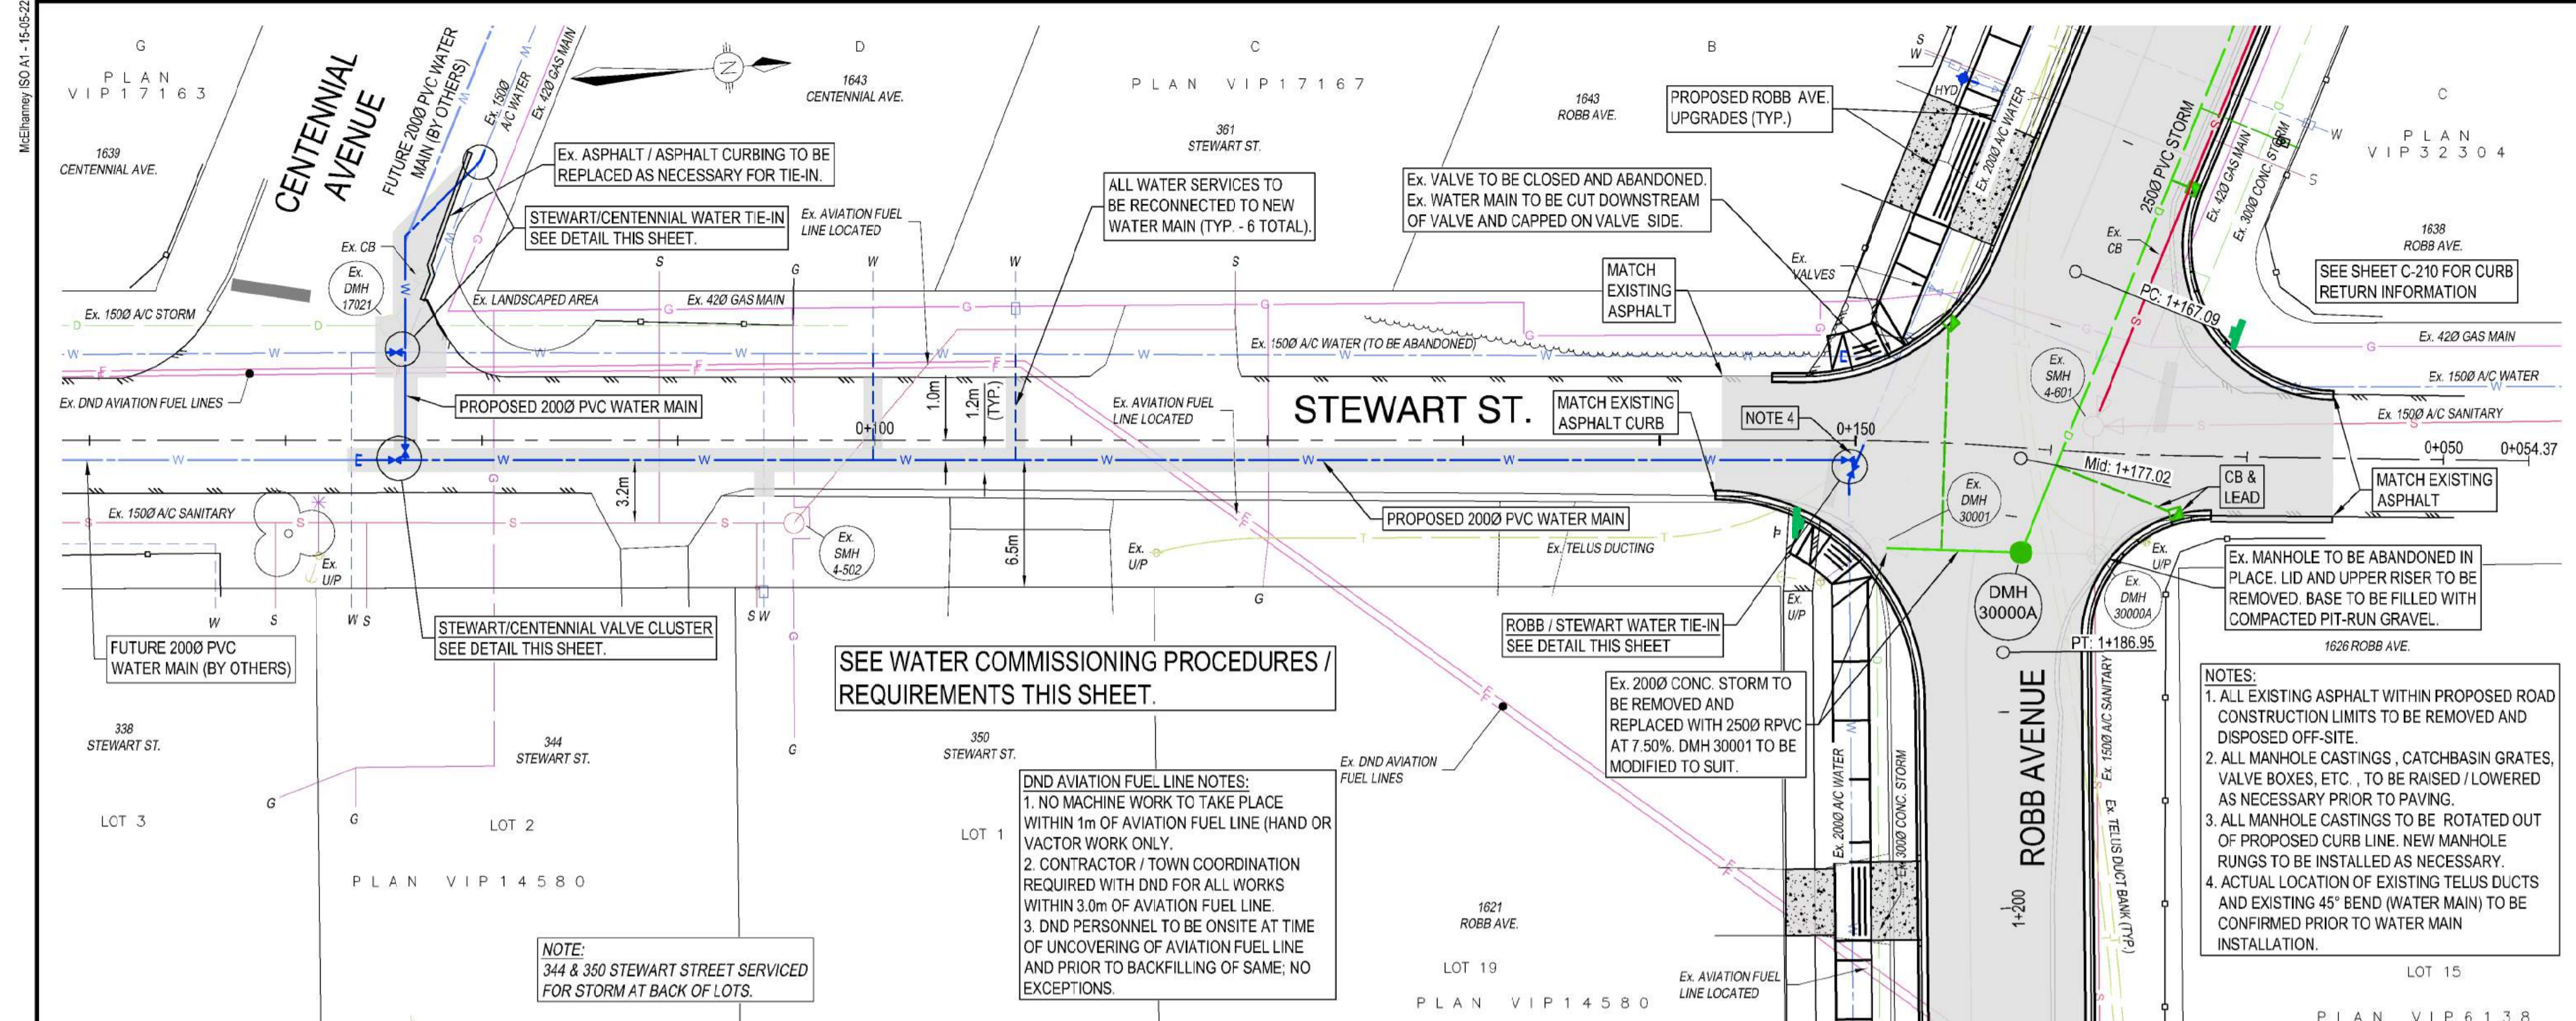 McElhanney ISO A1 - 15-05-22
G
PLAN
VIP17163
1639
CENTENNIAL AVE.
CENTENNIAL
AVENUE
FUTURE 200Ø PVC WATER
MAIN (BY OTHERS)
Ex. 150Ø
A/C WATER
Ex. 42Ø GAS MAIN
N
D
1643
CENTENNIAL AVE.
C
PLAN VIP17167
361
STEWART ST.
B
1643
ROBB AVE.
PROPOSED ROBB AVE.
UPGRADES (TYP.)
S
W
HYD
Ex. 200Ø A/C WATER
250Ø PVC STORM
Ex. 42Ø GAS MAIN
Ex. 300Ø CONC. STORM
W
S
C
PLAN
VIP32304
1638
ROBB AVE.
SEE SHEET C-210 FOR CURB
RETURN INFORMATION
Ex. ASPHALT / ASPHALT CURBING TO BE
REPLACED AS NECESSARY FOR TIE-IN.
STEWART/CENTENNIAL WATER TIE-IN
SEE DETAIL THIS SHEET.
Ex. AVIATION FUEL
LINE LOCATED
ALL WATER SERVICES TO
BE RECONNECTED TO NEW
WATER MAIN (TYP. - 6 TOTAL).
Ex. VALVE TO BE CLOSED AND ABANDONED.
Ex. WATER MAIN TO BE CUT DOWNSTREAM
OF VALVE AND CAPPED ON VALVE SIDE.
Ex. CB
Ex.
DMH
17021
S
G
W
W
S
MATCH
EXISTING
ASPHALT
Ex.
VALVES
Ex.
CB
PC: 1+167.09
Ex. 150Ø A/C STORM
Ex. LANDSCAPED AREA
Ex. 42Ø GAS MAIN
Ex. 150Ø A/C WATER (TO BE ABANDONED)
Ex. 42Ø GAS MAIN
Ex. 150Ø A/C WATER
Ex. 150Ø A/C SANITARY
Ex.
SMH
4-601
Ex. DND AVIATION FUEL LINES
PROPOSED 200Ø PVC WATER MAIN
0+100
1.0m
1.2m
(TYP.)
Ex. AVIATION FUEL
LINE LOCATED
STEWART ST.
MATCH EXISTING
ASPHALT CURB
NOTE 4
0+150
0+050
0+054.37
Mid: 1+177.02
CB &
LEAD
MATCH EXISTING
ASPHALT
3.2m
6.5m
Ex. 150Ø A/C SANITARY
Ex.
U/P
Ex.
SMH
4-502
Ex.
U/P
PROPOSED 200Ø PVC WATER MAIN
Ex. TELUS DUCTING
Ex.
DMH
30001
DMH
30000A
Ex.
U/P
Ex.
DMH
30000A
Ex. MANHOLE TO BE ABANDONED IN
PLACE. LID AND UPPER RISER TO BE
REMOVED. BASE TO BE FILLED WITH
COMPACTED PIT-RUN GRAVEL.
W
S
W S
S W
G
FUTURE 200Ø PVC
WATER MAIN (BY OTHERS)
STEWART/CENTENNIAL VALVE CLUSTER
SEE DETAIL THIS SHEET.
SEE WATER COMMISSIONING PROCEDURES /
REQUIREMENTS THIS SHEET.
ROBB / STEWART WATER TIE-IN
SEE DETAIL THIS SHEET
Ex.
U/P
PT: 1+186.95
1626 ROBB AVE.
Ex. 200Ø CONC. STORM TO
BE REMOVED AND
REPLACED WITH 250Ø RPVC
AT 7.50%. DMH 30001 TO BE
MODIFIED TO SUIT.
338
STEWART ST.
344
STEWART ST.
G
350
STEWART ST.
Ex. DND AVIATION
FUEL LINES
Ex. 200Ø A/C WATER
Ex. 300Ø CONC. STORM
ROBB AVENUE
1+200
Ex. 150Ø A/C SANITARY
Ex. TELUS DUCT BANK (TYP.)
G
G
LOT 3
LOT 2
LOT 1
PLAN VIP14580
NOTE:
344 & 350 STEWART STREET SERVICED
FOR STORM AT BACK OF LOTS.
DND AVIATION FUEL LINE NOTES:
1. NO MACHINE WORK TO TAKE PLACE
WITHIN 1m OF AVIATION FUEL LINE (HAND OR
VACTOR WORK ONLY.
2. CONTRACTOR / TOWN COORDINATION
REQUIRED WITH DND FOR ALL WORKS
WITHIN 3.0m OF AVIATION FUEL LINE.
3. DND PERSONNEL TO BE ONSITE AT TIME
OF UNCOVERING OF AVIATION FUEL LINE
AND PRIOR TO BACKFILLING OF SAME; NO
EXCEPTIONS.
1621
ROBB AVE.
LOT 19
PLAN VIP14580
Ex. AVIATION FUEL
LINE LOCATED
NOTES:
1. ALL EXISTING ASPHALT WITHIN PROPOSED ROAD
CONSTRUCTION LIMITS TO BE REMOVED AND
DISPOSED OFF-SITE.
2. ALL MANHOLE CASTINGS , CATCHBASIN GRATES,
VALVE BOXES, ETC. , TO BE RAISED / LOWERED
AS NECESSARY PRIOR TO PAVING.
3. ALL MANHOLE CASTINGS TO BE ROTATED OUT
OF PROPOSED CURB LINE. NEW MANHOLE
RUNGS TO BE INSTALLED AS NECESSARY.
4. ACTUAL LOCATION OF EXISTING TELUS DUCTS
AND EXISTING 45° BEND (WATER MAIN) TO BE
CONFIRMED PRIOR TO WATER MAIN
INSTALLATION.
LOT 15
PLAN VIP6138